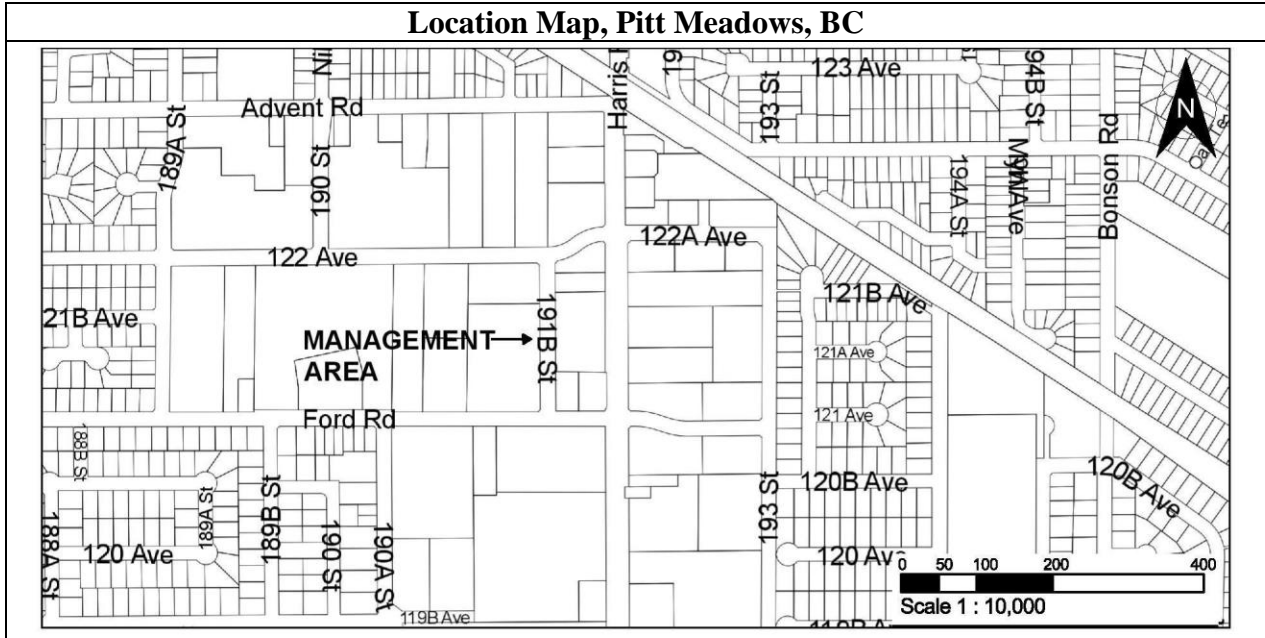 Location Map, Pitt Meadows, BC
123 Ave
Advent Rd
189A St
190 St
193 St
94B St
Bonson Rd
194A St
N
122 Ave
122A Ave
21B Ave
MANAGEMENT
AREA
191B St
121B Ave
121A Ave
121 Ave
Ford Rd
188B St
189A St
189B St
188A St
120 Ave
190 St
190A St
119B Ave
193 St
120B Ave
120B Ave
120 Av
0 50 100 200 400
Scale 1 : 10,000